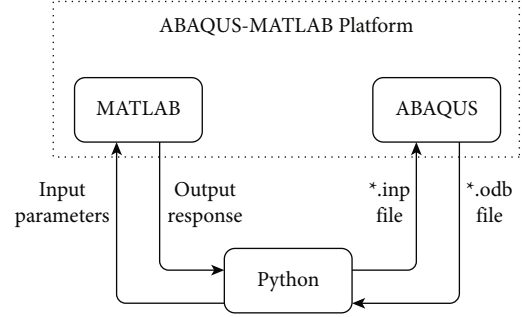 ABAQUS-MATLAB Platform
MATLAB
ABAQUS
Input
parameters
Output
response
*.inp
file
*.odb
file
Python